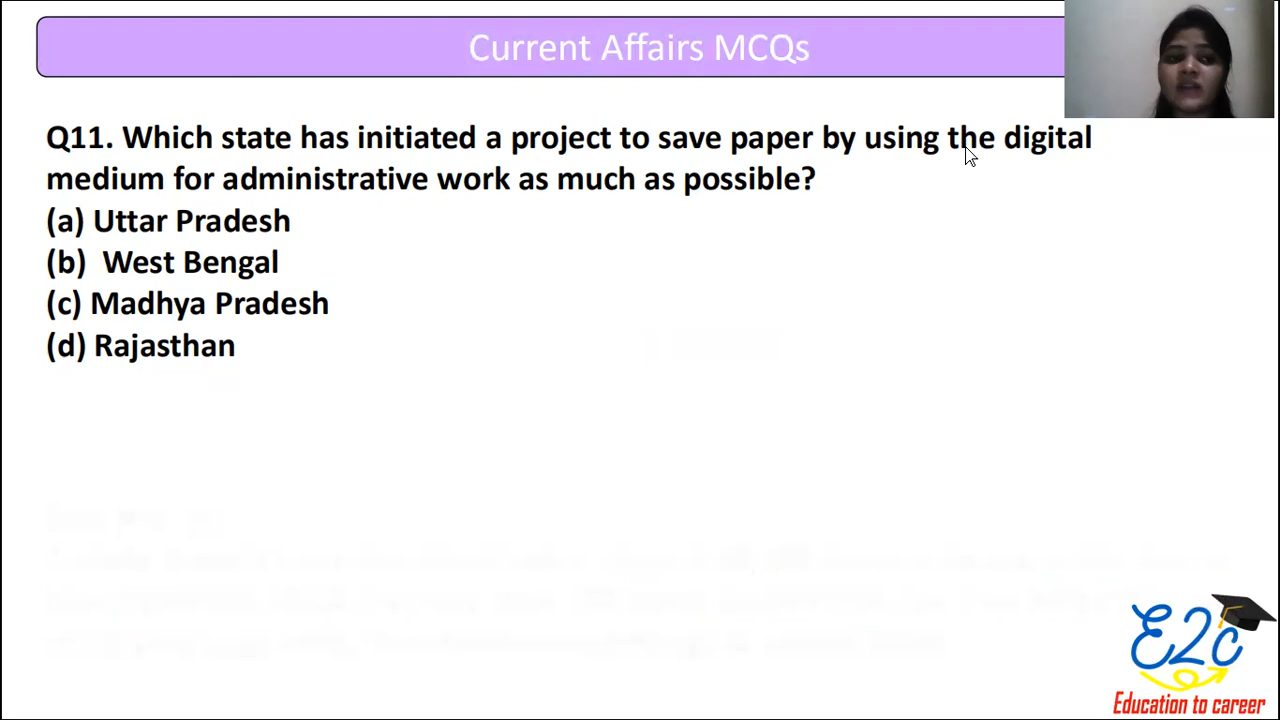 Current Affairs MCQs
Q11. Which state has initiated a project to save paper by using the digital
medium for administrative work as much as possible?
(a) Uttar Pradesh
(b) West Bengal
(c) Madhya Pradesh
(d) Rajasthan
E2c
Education to career